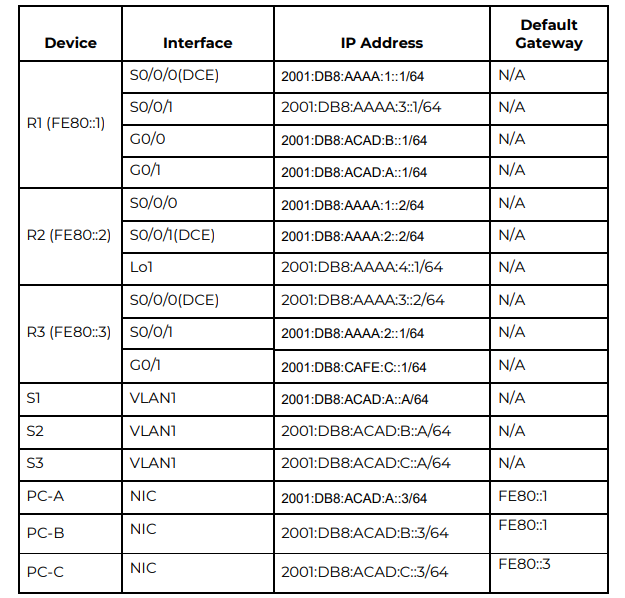 Device Interface IP Address Default Gateway
R1 (FE80::1) S0/0/0(DCE) 2001:DB8:AAAA:1::1/64 N/A
S0/0/1 2001:DB8:AAAA:3::1/64 N/A
G0/0 2001:DB8:ACAD:B::1/64 N/A
G0/1 2001:DB8:ACAD:A::1/64 N/A
R2 (FE80::2) S0/0/0 2001:DB8:AAAA:1::2/64 N/A
S0/0/1(DCE) 2001:DB8:AAAA:2::2/64 N/A
Lo1 2001:DB8:AAAA:4::1/64 N/A
R3 (FE80::3) S0/0/0(DCE) 2001:DB8:AAAA:3::2/64 N/A
S0/0/1 2001:DB8:AAAA:2::1/64 N/A
G0/1 2001:DB8:CAFE:C::1/64 N/A
S1 VLAN1 2001:DB8:ACAD:A::A/64 N/A
S2 VLAN1 2001:DB8:ACAD:B::A/64 N/A
S3 VLAN1 2001:DB8:ACAD:C::A/64 N/A
PC-A NIC 2001:DB8:ACAD:A::3/64 FE80::1
PC-B NIC 2001:DB8:ACAD:B::3/64 FE80::1
PC-C NIC 2001:DB8:ACAD:C::3/64 FE80::3